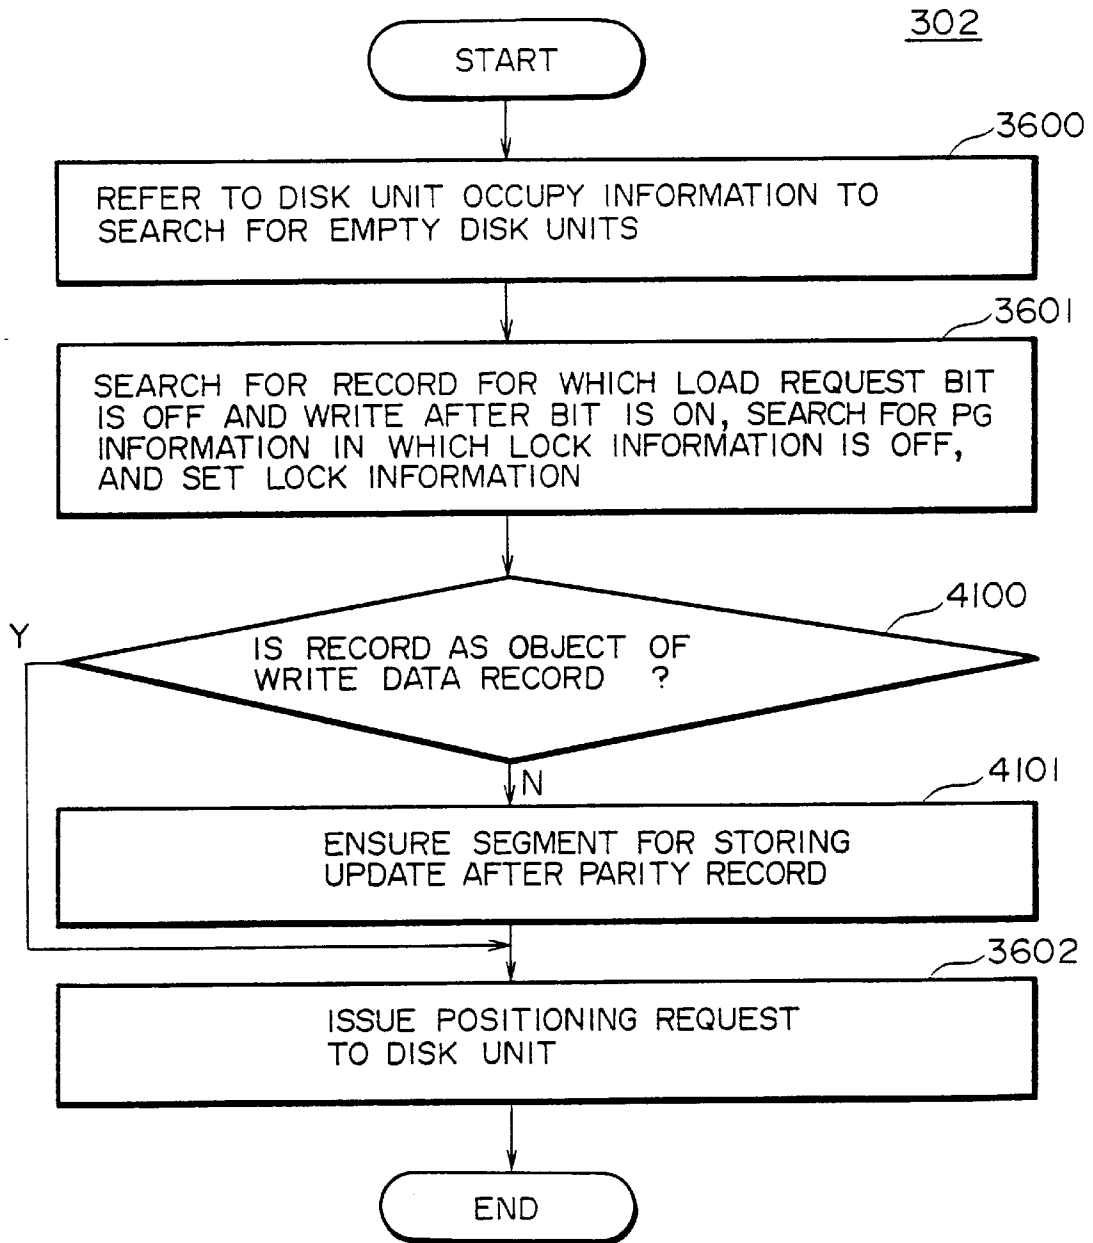 302
START
3600
REFER TO DISK UNIT OCCUPY INFORMATION TO
SEARCH FOR EMPTY DISK UNITS
3601
SEARCH FOR RECORD FOR WHICH LOAD REQUEST BIT
IS OFF AND WRITE AFTER BIT IS ON, SEARCH FOR PG
INFORMATION IN WHICH LOCK INFORMATION IS OFF,
AND SET LOCK INFORMATION
4100
Y
IS RECORD AS OBJECT OF
WRITE DATA RECORD ?
N
4101
ENSURE SEGMENT FOR STORING
UPDATE AFTER PARITY RECORD
3602
ISSUE POSITIONING REQUEST
TO DISK UNIT
END